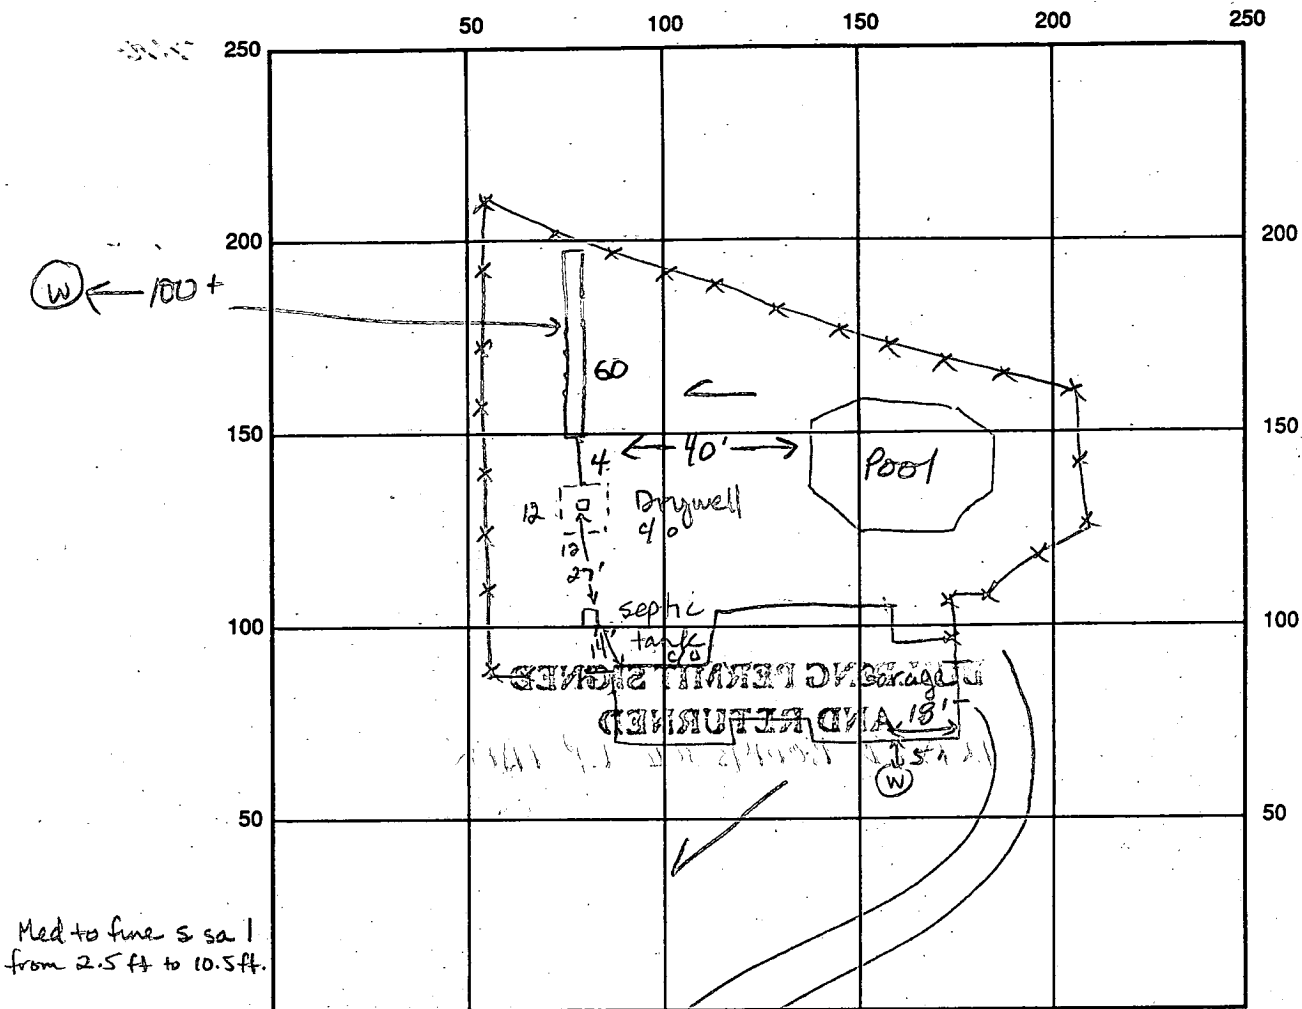 50 100 150 200 250
250
200 200
W ← 100+
60
150 150
40'
Pool
4
12 Drywell
c/o
12
27'
septic
100 100
tank
14'
c o
BUILDING PERMIT SIGNED
garage
AND RETURNED
18'
5'
W
50 50
Med to fine s sa l
from 2.5 ft to 10.5 ft.